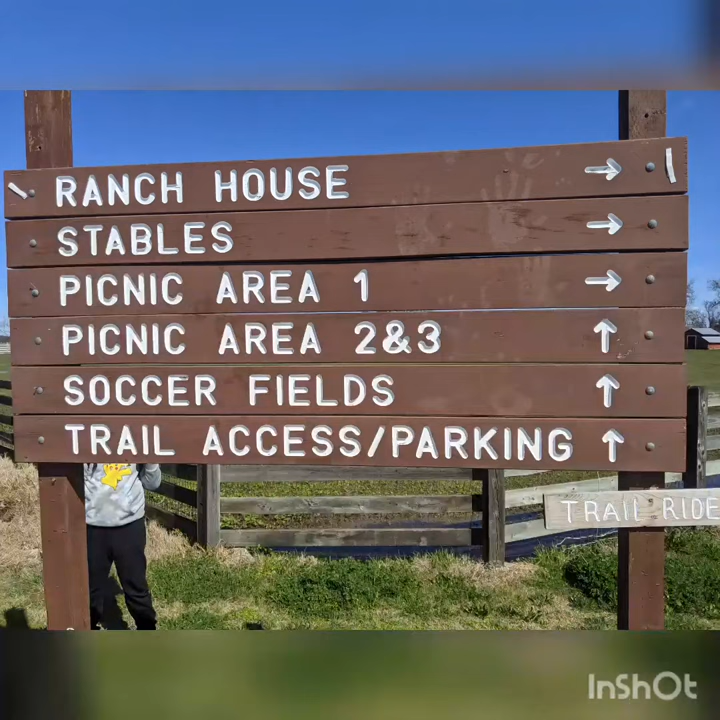 RANCH HOUSE →
STABLES →
PICNIC AREA 1 →
PICNIC AREA 2&3 ↑
SOCCER FIELDS ↑
TRAIL ACCESS/PARKING ↑
TRAIL RIDE
InShOt